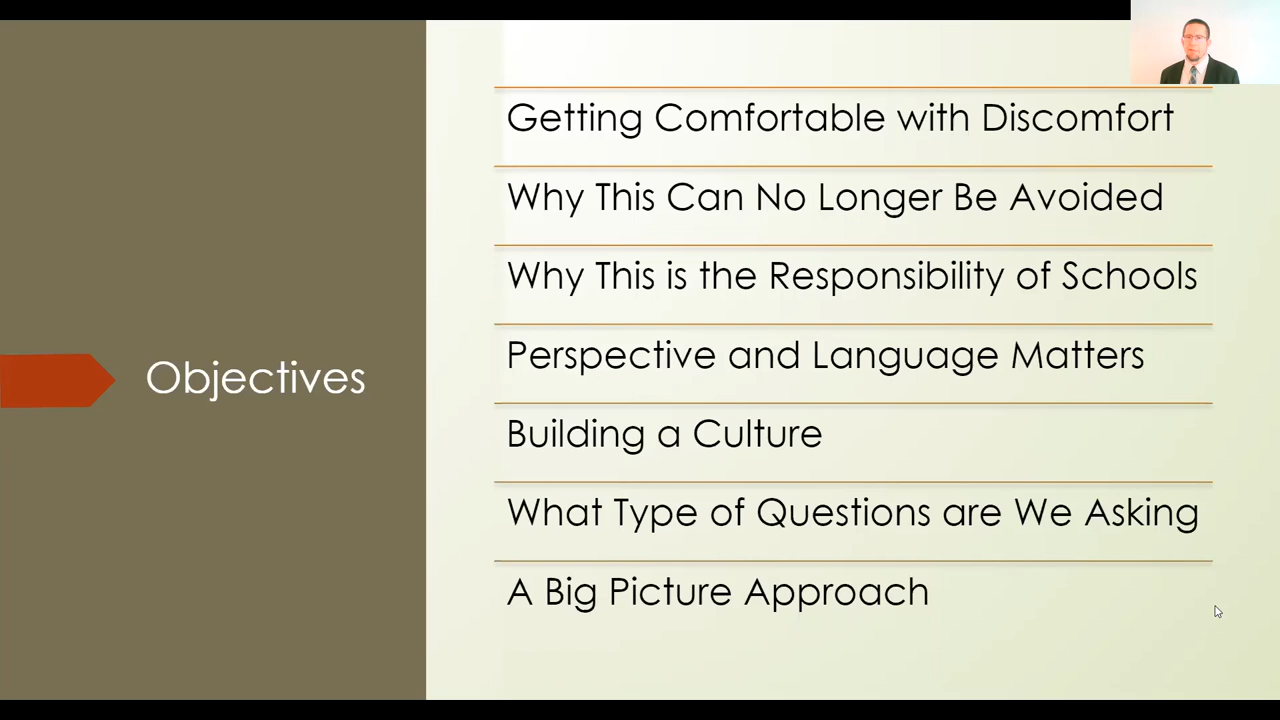 Objectives
Getting Comfortable with Discomfort
Why This Can No Longer Be Avoided
Why This is the Responsibility of Schools
Perspective and Language Matters
Building a Culture
What Type of Questions are We Asking
A Big Picture Approach